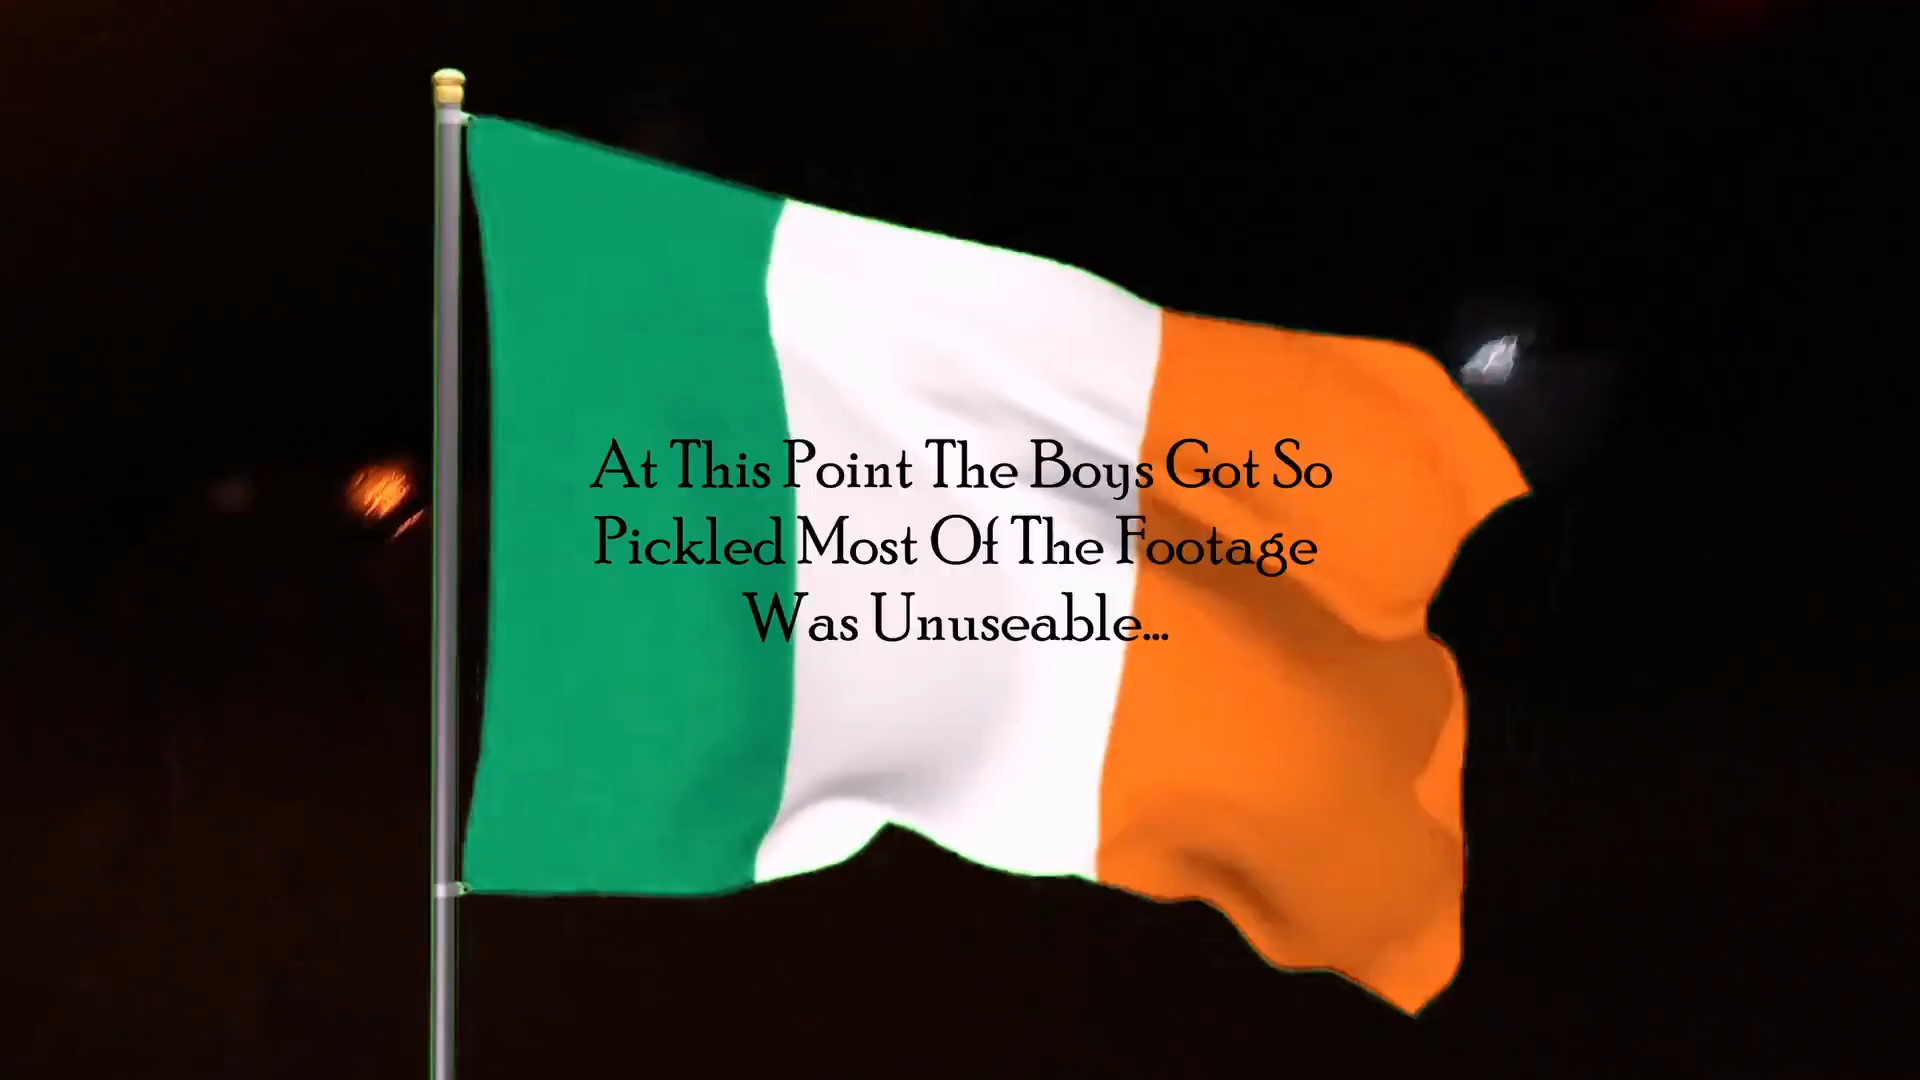 At This Point The Boys Got So
Pickled Most Of The Footage
Was Unuseable...